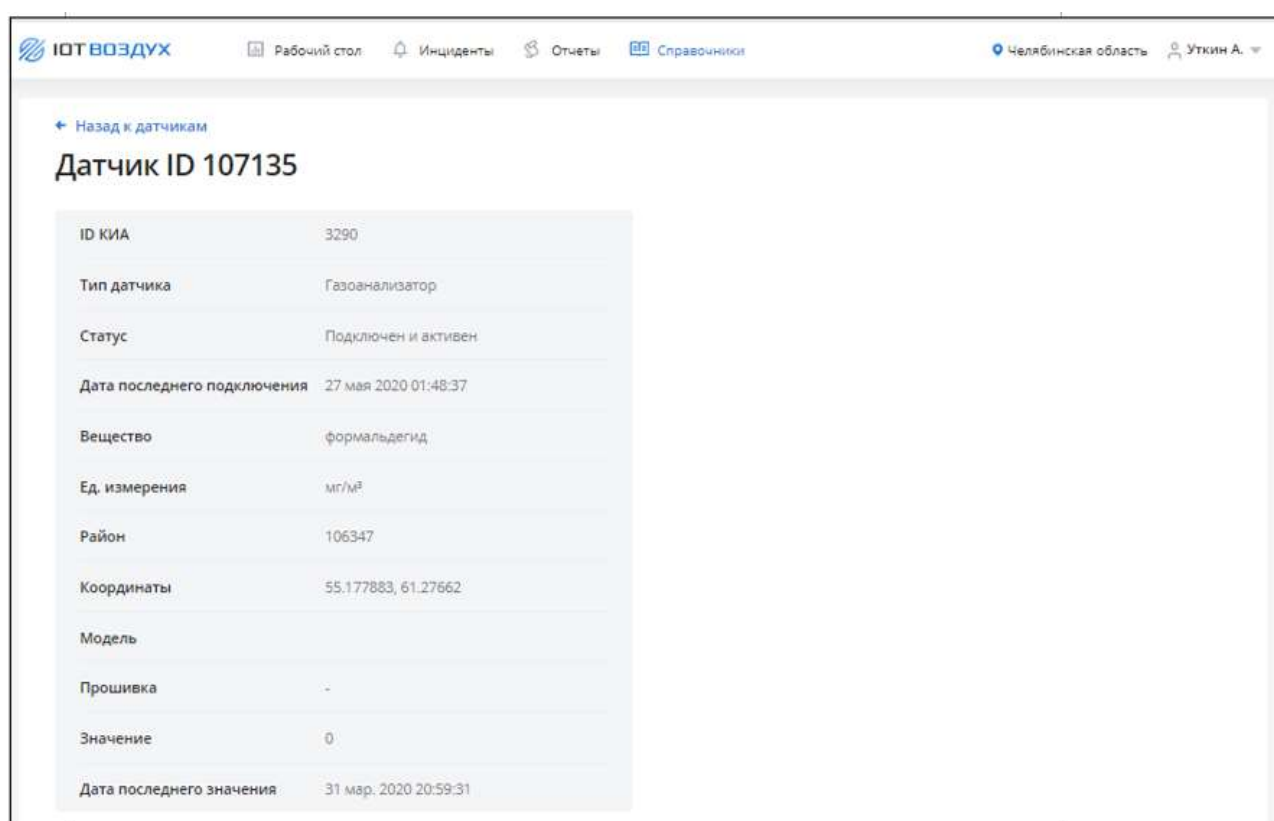 IOT ВОЗДУХ Рабочий стол Инциденты Отчеты Справочники Челябинская область Уткин А.
Назад к датчикам
Датчик ID 107135
ID КИА 3290
Тип датчика Газоанализатор
Статус Подключен и активен
Дата последнего подключения 27 мая 2020 01:48:37
Вещество формальдегид
Ед. измерения мг/м³
Район 106347
Координаты 55.177883, 61.27662
Модель
Прошивка -
Значение 0
Дата последнего значения 31 мар. 2020 20:59:31